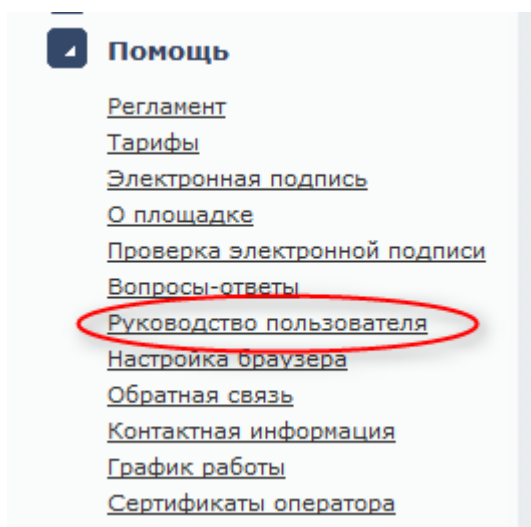 Помощь
Регламент
Тарифы
Электронная подпись
О площадке
Проверка электронной подписи
Вопросы-ответы
Руководство пользователя
Настройка браузера
Обратная связь
Контактная информация
График работы
Сертификаты оператора